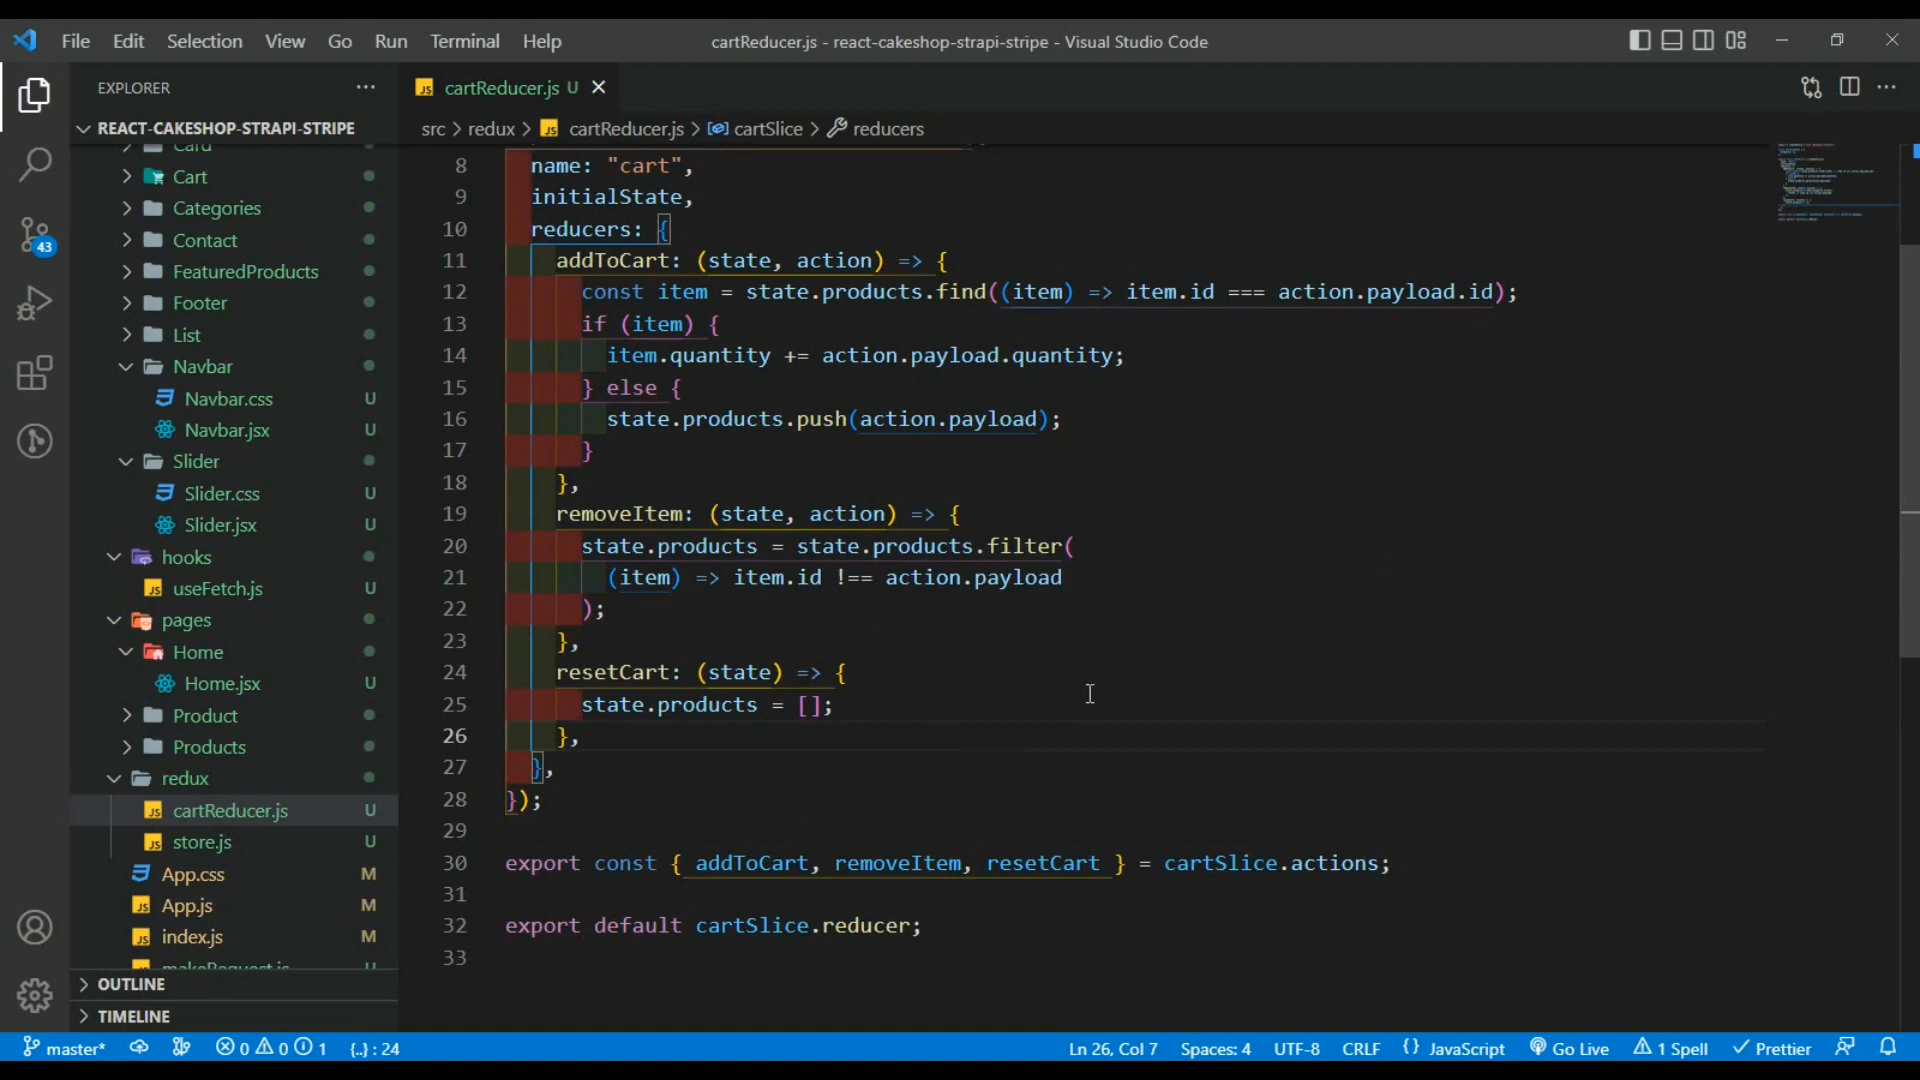 File Edit Selection View Go Run Terminal Help
cartReducer.js - react-cakeshop-strapi-stripe - Visual Studio Code
EXPLORER
REACT-CAKESHOP-STRAPI-STRIPE
Card
Cart
Categories
Contact
FeaturedProducts
Footer
List
Navbar
Navbar.css U
Navbar.jsx U
Slider
Slider.css U
Slider.jsx U
hooks
useFetch.js U
pages
Home
Home.jsx U
Product
Products
redux
cartReducer.js U
store.js U
App.css M
App.js M
index.js M
makeRequest.js U
OUTLINE
TIMELINE
43
JS cartReducer.js U
src > redux > JS cartReducer.js > cartSlice > reducers
8 name: "cart",
9 initialState,
10 reducers: {
11 addToCart: (state, action) => {
12 const item = state.products.find((item) => item.id === action.payload.id);
13 if (item) {
14 item.quantity += action.payload.quantity;
15 } else {
16 state.products.push(action.payload);
17 }
18 },
19 removeItem: (state, action) => {
20 state.products = state.products.filter(
21 (item) => item.id !== action.payload
22 );
23 },
24 resetCart: (state) => {
25 state.products = [];
26 },
27 },
28 });
29
30 export const { addToCart, removeItem, resetCart } = cartSlice.actions;
31
32 export default cartSlice.reducer;
33
master* 0 0 1 {..} : 24 Ln 26, Col 7 Spaces: 4 UTF-8 CRLF {} JavaScript Go Live 1 Spell Prettier